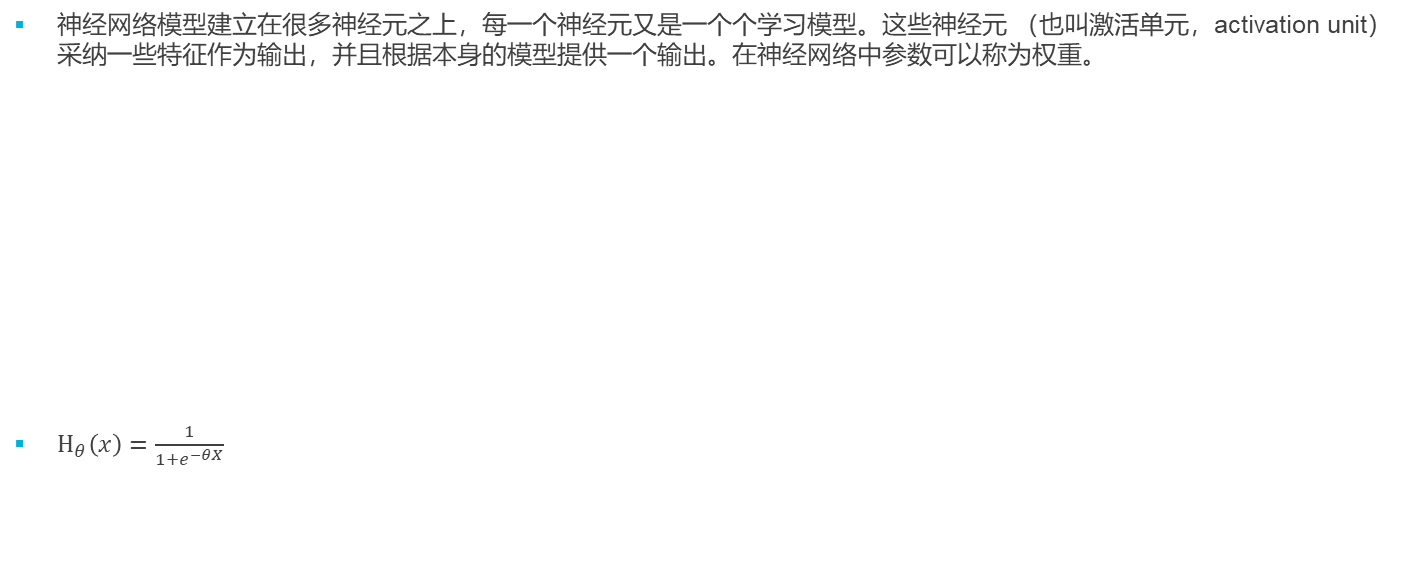 神经网络模型建立在很多神经元之上，每一个神经元又是一个个学习模型。这些神经元 （也叫激活单元，activation unit）
采纳一些特征作为输出，并且根据本身的模型提供一个输出。在神经网络中参数可以称为权重。
H_θ(x) = 1/(1+e^{-θX})